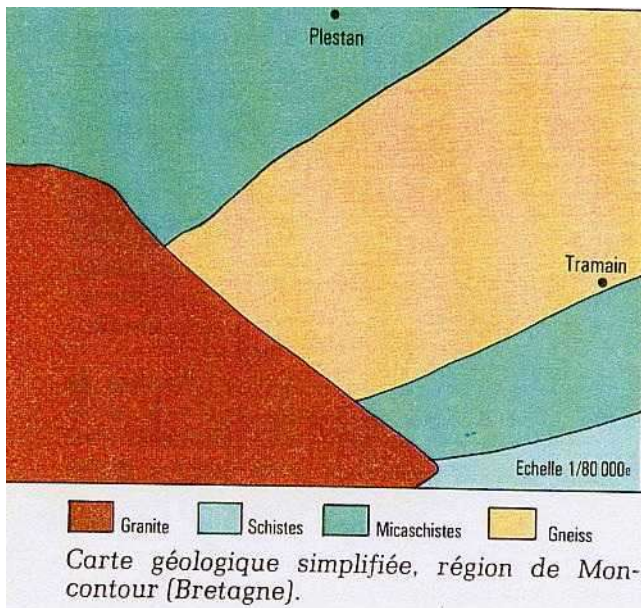 Plestan
Tramain
Echelle 1/80 000e
Granite Schistes Micaschistes Gneiss
Carte géologique simplifiée, région de Mon-
contour (Bretagne).